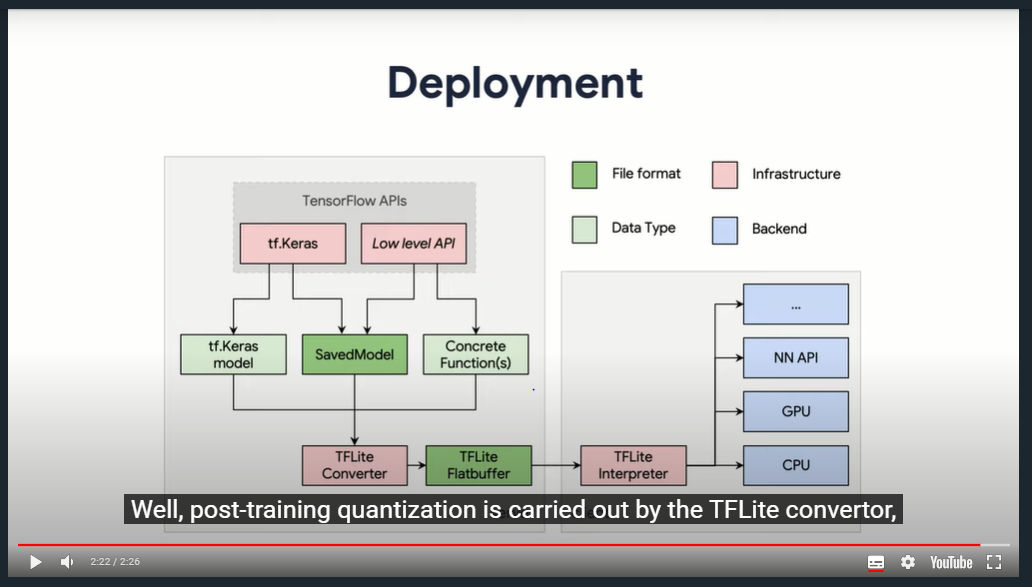 Deployment
TensorFlow APIs
tf.Keras
Low level API
tf.Keras
model
SavedModel
Concrete
Function(s)
TFLite
Converter
TFLite
Flatbuffer
File format
Infrastructure
Data Type
Backend
TFLite
Interpreter
...
NN API
GPU
CPU
Well, post-training quantization is carried out by the TFLite convertor,
2:22 / 2:26
YouTube